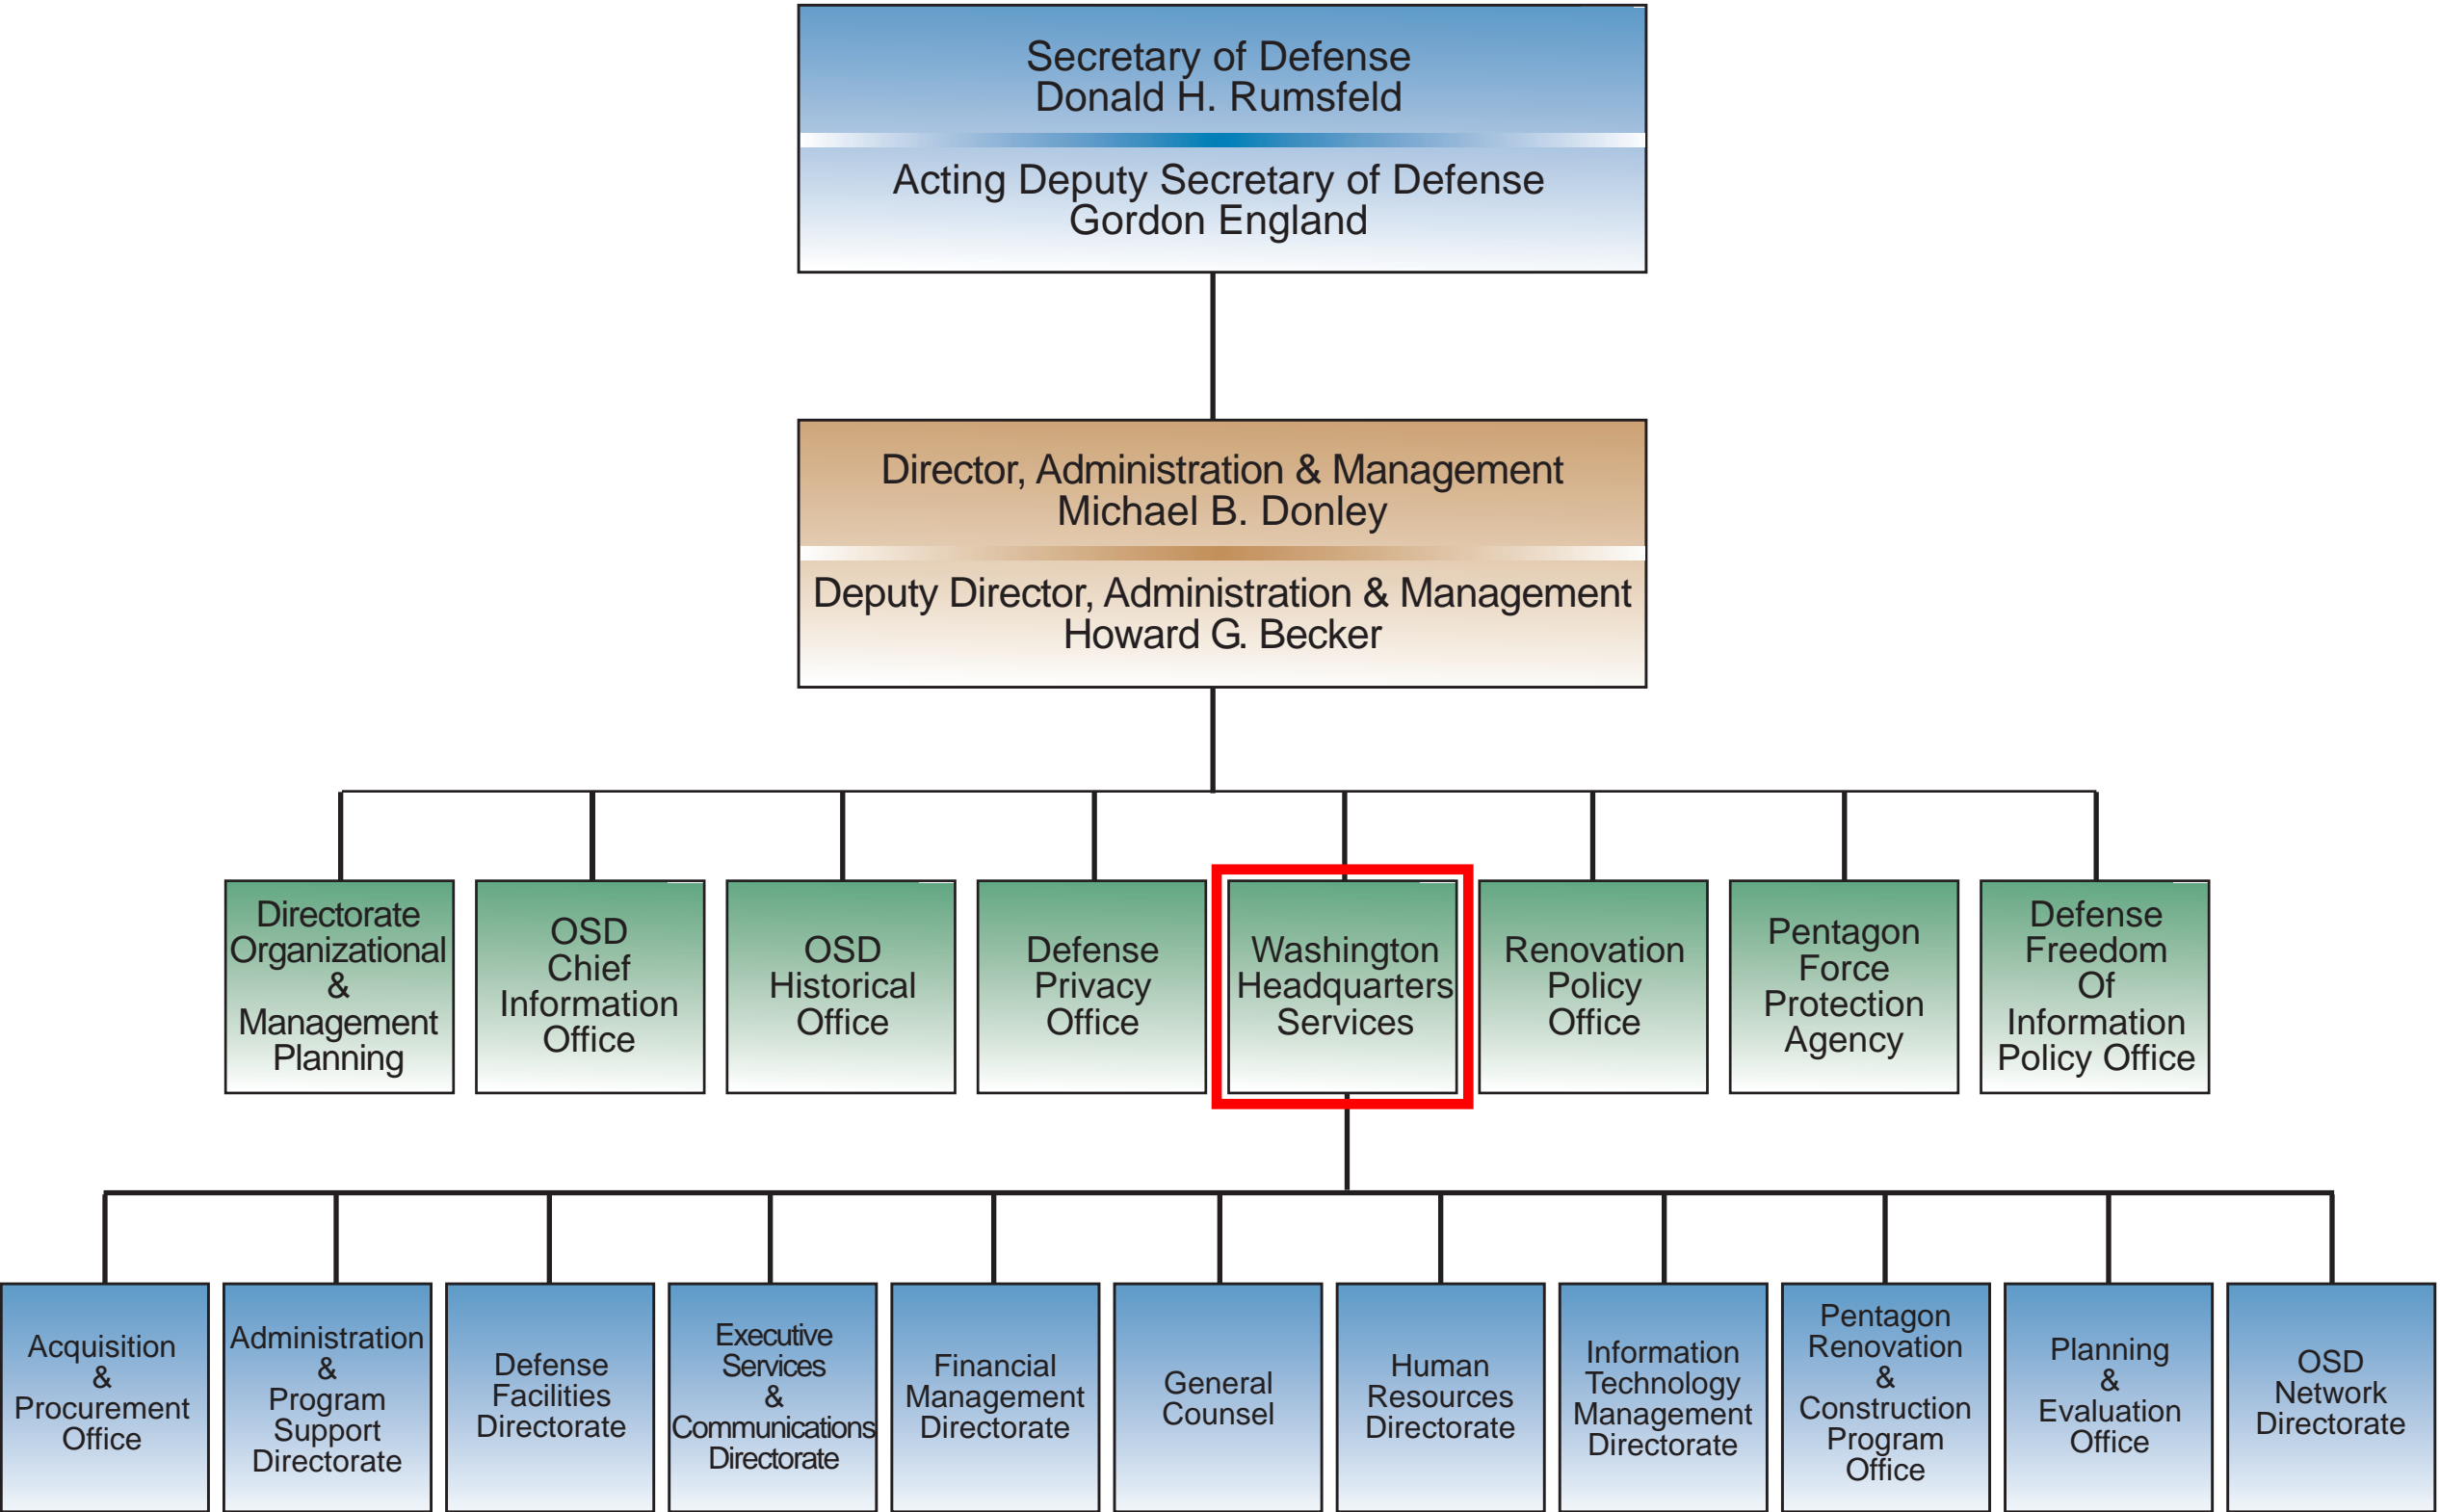 Secretary of Defense
Donald H. Rumsfeld
Acting Deputy Secretary of Defense
Gordon England
Director, Administration & Management
Michael B. Donley
Deputy Director, Administration & Management
Howard G. Becker
Directorate
Organizational
&
Management
Planning
OSD
Chief
Information
Office
OSD
Historical
Office
Defense
Privacy
Office
Washington
Headquarters
Services
Renovation
Policy
Office
Pentagon
Force
Protection
Agency
Defense
Freedom
Of
Information
Policy Office
Acquisition
&
Procurement
Office
Administration
&
Program
Support
Directorate
Defense
Facilities
Directorate
Executive
Services
&
Communications
Directorate
Financial
Management
Directorate
General
Counsel
Human
Resources
Directorate
Information
Technology
Management
Directorate
Pentagon
Renovation
&
Construction
Program
Office
Planning
&
Evaluation
Office
OSD
Network
Directorate